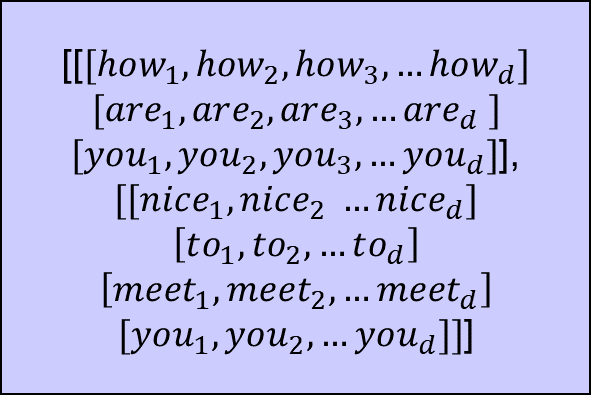 [[[how₁, how₂, how₃, … how_d]
[are₁, are₂, are₃, … are_d ]
[you₁, you₂, you₃, … you_d]],
[[nice₁, nice₂ … nice_d]
[to₁, to₂, … to_d]
[meet₁, meet₂, … meet_d]
[you₁, you₂, … you_d]]]